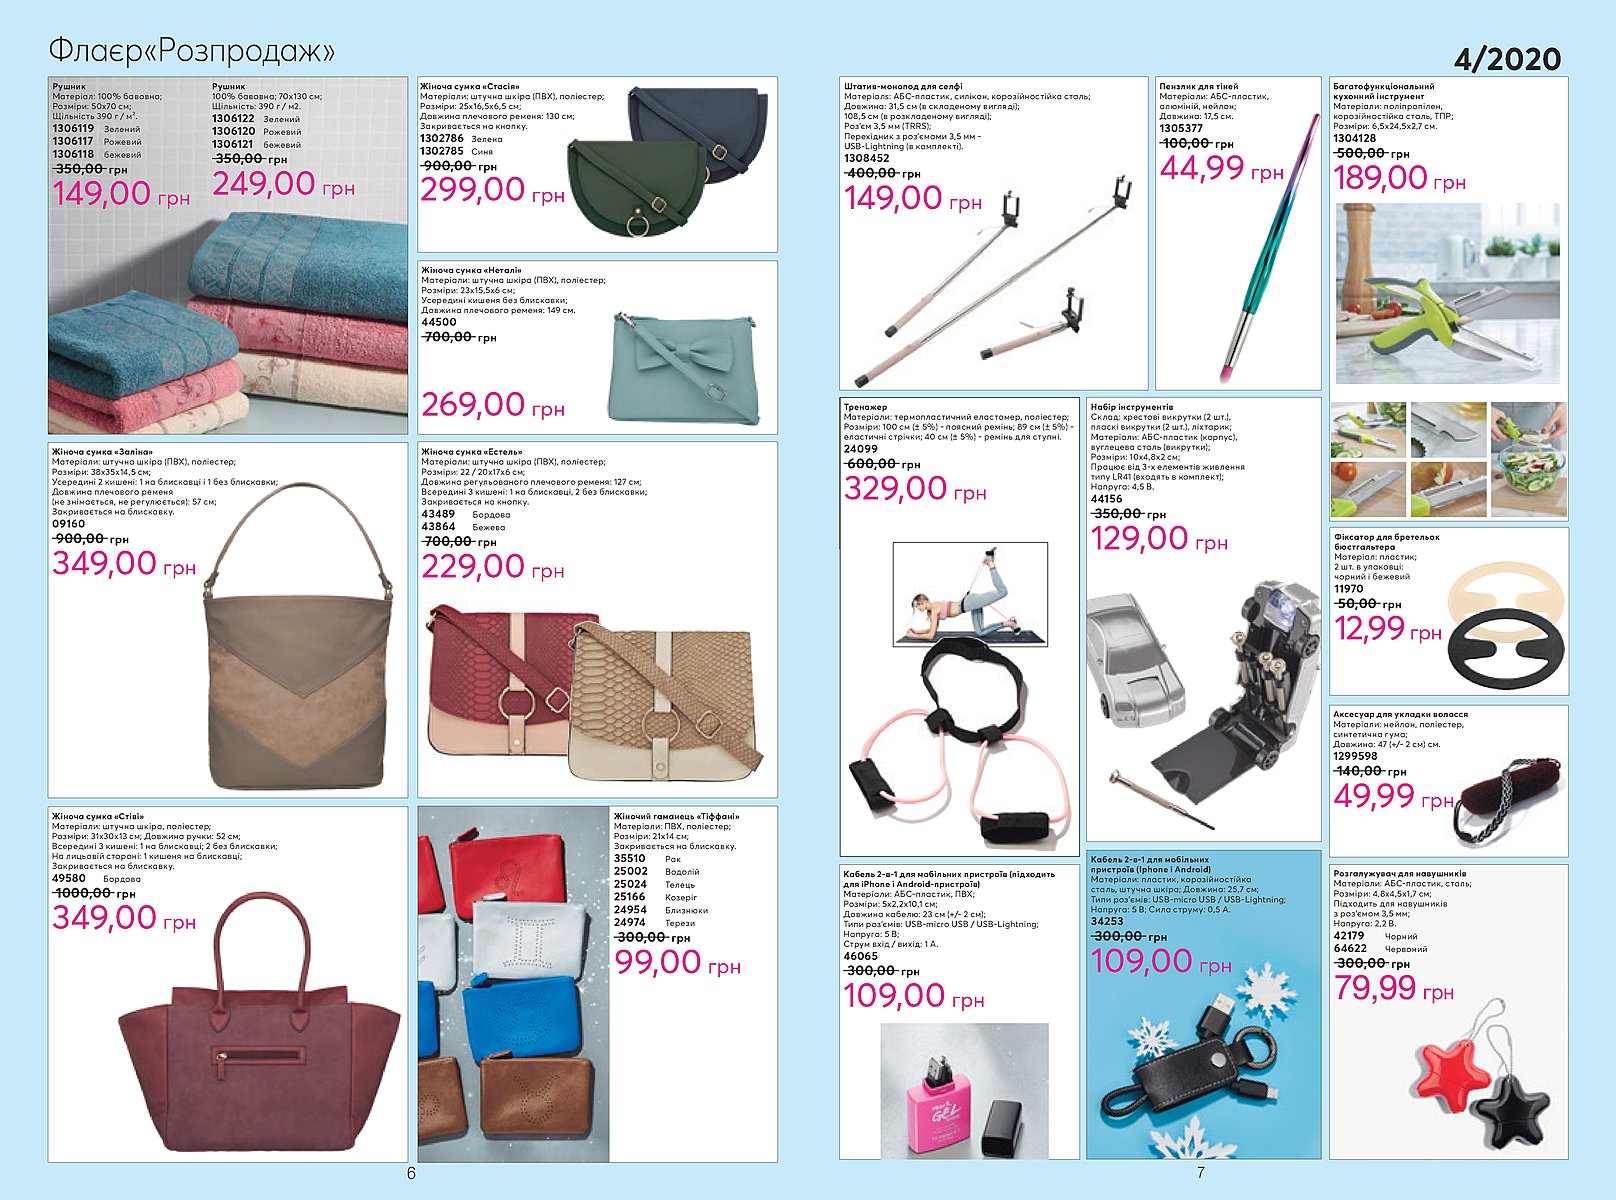 Флаєр«Розпродаж»
4/2020
Рушник
Матеріал: 100% бавовна;
Розміри: 50х70 см;
Щільність 390 г / м².
1306119 Зелений
1306117 Рожевий
1306118 бежевий
350,00 грн
149,00 грн
Рушник
100% бавовна; 70х130 см;
Щільність: 390 г / м2.
1306122 Зелений
1306120 Рожевий
1306121 бежевий
350,00 грн
249,00 грн
Жіноча сумка «Стасія»
Матеріали: штучна шкіра (ПВХ), поліестер;
Розміри: 25х16,5х6,5 см;
Довжина плечового ременя: 130 см;
Закривається на кнопку.
1302786 Зелена
1302785 Синя
900,00 грн
299,00 грн
Жіноча сумка «Неталі»
Матеріали: штучна шкіра (ПВХ), поліестер;
Розміри: 23х15,5х6 см;
Усередині кишеня без блискавки;
Довжина плечового ременя: 149 см.
44500
700,00 грн
269,00 грн
Жіноча сумка «Заліна»
Матеріали: штучна шкіра (ПВХ), поліестер;
Розміри: 38х35х14,5 см;
Усередині 2 кишені: 1 на блискавці і 1 без блискавки;
Довжина плечового ременя
(не знімається, не регулюється): 57 см;
Закривається на блискавку.
09160
900,00 грн
349,00 грн
Жіноча сумка «Естель»
Матеріали: штучна шкіра (ПВХ), поліестер;
Розміри: 22 / 20х17х6 см;
Довжина регульованого плечового ременя: 127 см;
Всередині 3 кишені: 1 на блискавці, 2 без блискавки;
Закривається на кнопку.
43489 Бордова
43864 Бежева
700,00 грн
229,00 грн
Жіноча сумка «Стіві»
Матеріали: штучна шкіра, поліестер;
Розміри: 31х30х13 см; Довжина ручки: 52 см;
Всередині 3 кишені: 1 на блискавці; 2 без блискавки;
На лицьовій стороні: 1 кишеня на блискавці;
Закривається на блискавку.
49580 Бордова
1000,00 грн
349,00 грн
Жіночий гаманець «Тіффані»
Матеріали: ПВХ, поліестер;
Розміри: 21х14 см;
Закривається на блискавку.
35510 Рак
25002 Водолій
25024 Телець
25166 Козеріг
24954 Близнюки
24974 Терези
300,00 грн
99,00 грн
6
Штатив-монопод для селфі
Матеріалs: АБС-пластик, силікон, корозійностійка сталь;
Довжина: 31,5 см (в складеному вигляді);
108,5 см (в розкладеному вигляді);
Роз'єм 3,5 мм (TRRS);
Перехідник з роз'ємами 3,5 мм -
USB-Lightning (в комплекті).
1308452
400,00 грн
149,00 грн
Пензлик для тіней
Матеріали: АБС-пластик,
алюміній, нейлон;
Довжина: 17,5 см.
1305377
100,00 грн
44,99 грн
Багатофункціональний
кухонний інструмент
Матеріали: поліпрапілен,
корозійностійка сталь, ТПР;
Розміри: 6,5х24,5х2,7 см.
1304128
500,00 грн
189,00 грн
Тренажер
Матеріали: термопластичний еластомер, поліестер;
Розміри: 100 см (± 5%) - поясний ремінь; 89 см (± 5%) -
еластичні стрічки; 40 см (± 5%) - ремінь для ступні.
24099
600,00 грн
329,00 грн
Набір інструментів
Склад: хрестові викрутки (2 шт.),
пласкі викрутки (2 шт.), ліхтарик;
Матеріали: АБС-пластик (корпус),
вуглецева сталь (викрутки);
Розміри: 10х4,8х2 см;
Працює від 3-х елементів живлення
типу LR41 (входять в комплект);
Напруга: 4,5 В.
44156
350,00 грн
129,00 грн
Фіксатор для бретельок
бюстгальтера
Матеріал: пластик;
2 шт. в упаковці:
чорний і бежевий
11970
50,00 грн
12,99 грн
Аксесуар для укладки волосся
Матеріали: нейлон, поліестер,
синтетична гума;
Довжина: 47 (+/- 2 см) см.
1299598
140,00 грн
49,99 грн
Кабель 2-в-1 для мобільних пристроїв (підходить
для iPhone і Android-пристроїв)
Матеріали: АБС-пластик, ПВХ;
Розміри: 5х2,2х10,1 см;
Давжина кабелю: 23 см (+/- 2 см);
Типи роз'ємів: USB-micro USB / USB-Lightning;
Напруга: 5 В;
Струм вхід / вихід: 1 А.
46065
300,00 грн
109,00 грн
GEL
Кабель 2-в-1 для мобільних
пристроїв (Iphone і Android)
Матеріали: пластик, корозійностійка
сталь, штучна шкіра; Довжина: 25,7 см;
Типи роз'ємів: USB-micro USB / USB-Lightning;
Напруга: 5 В; Сила струму: 0,5 А.
34253
300,00 грн
109,00 грн
Розгалужувач для навушників
Матеріали: АБС-пластик, сталь;
Розміри: 4,8х4,5х1,7 см;
Підходить для навушників
з роз'ємом 3,5 мм;
Напруга: 2,2 В.
42179 Чорний
64622 Червоний
300,00 грн
79,99 грн
7